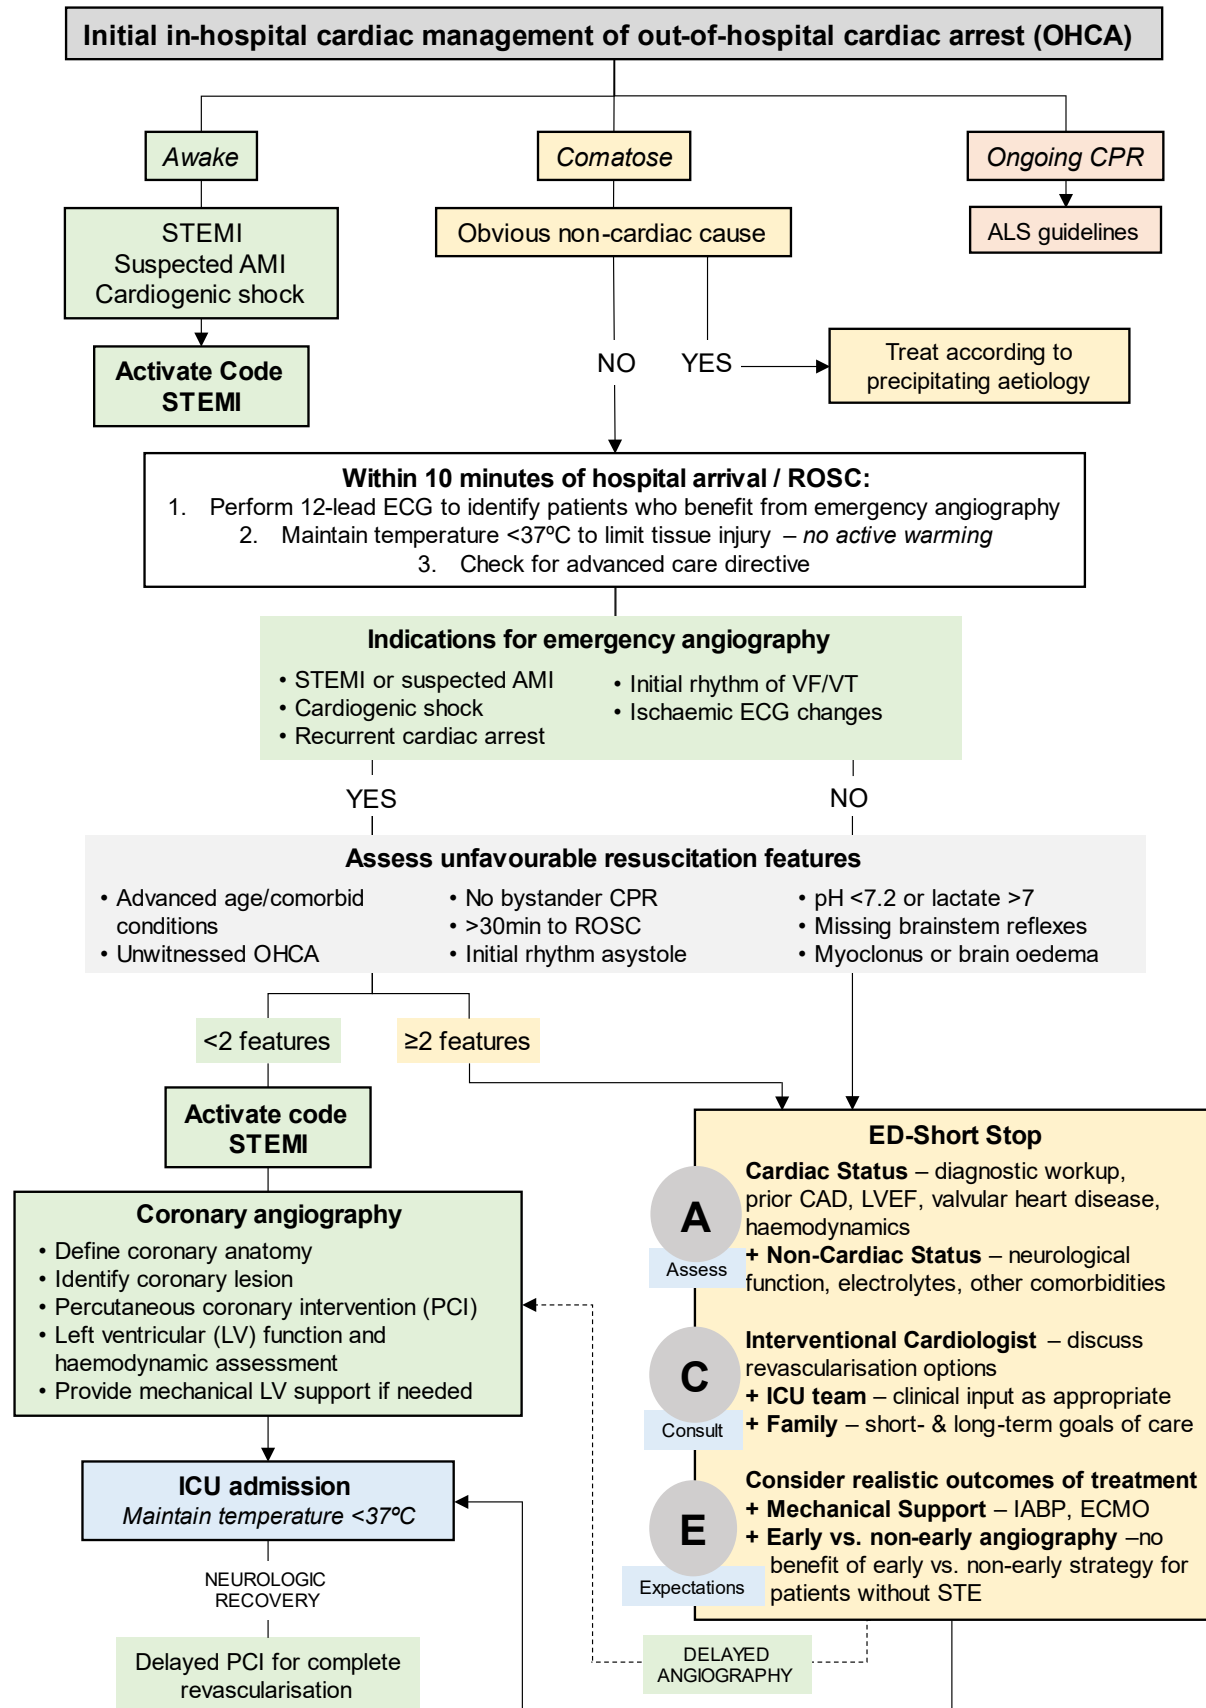 Initial in-hospital cardiac management of out-of-hospital cardiac arrest (OHCA)
Awake
Comatose
Ongoing CPR
STEMI
Suspected AMI
Cardiogenic shock
Obvious non-cardiac cause
ALS guidelines
Activate Code
STEMI
NO
YES
Treat according to
precipitating aetiology
Within 10 minutes of hospital arrival / ROSC:
1. Perform 12-lead ECG to identify patients who benefit from emergency angiography
2. Maintain temperature <37ºC to limit tissue injury – no active warming
3. Check for advanced care directive
Indications for emergency angiography
• STEMI or suspected AMI
• Cardiogenic shock
• Recurrent cardiac arrest
• Initial rhythm of VF/VT
• Ischaemic ECG changes
YES
NO
Assess unfavourable resuscitation features
• Advanced age/comorbid
conditions
• Unwitnessed OHCA
• No bystander CPR
• >30min to ROSC
• Initial rhythm asystole
• pH <7.2 or lactate >7
• Missing brainstem reflexes
• Myoclonus or brain oedema
<2 features
≥2 features
Activate code
STEMI
Coronary angiography
• Define coronary anatomy
• Identify coronary lesion
• Percutaneous coronary intervention (PCI)
• Left ventricular (LV) function and
haemodynamic assessment
• Provide mechanical LV support if needed
ICU admission
Maintain temperature <37ºC
NEUROLOGIC
RECOVERY
Delayed PCI for complete
revascularisation
ED-Short Stop
A
Assess
Cardiac Status – diagnostic workup,
prior CAD, LVEF, valvular heart disease,
haemodynamics
+ Non-Cardiac Status – neurological
function, electrolytes, other comorbidities
C
Consult
Interventional Cardiologist – discuss
revascularisation options
+ ICU team – clinical input as appropriate
+ Family – short- & long-term goals of care
E
Expectations
Consider realistic outcomes of treatment
+ Mechanical Support – IABP, ECMO
+ Early vs. non-early angiography –no
benefit of early vs. non-early strategy for
patients without STE
DELAYED
ANGIOGRAPHY